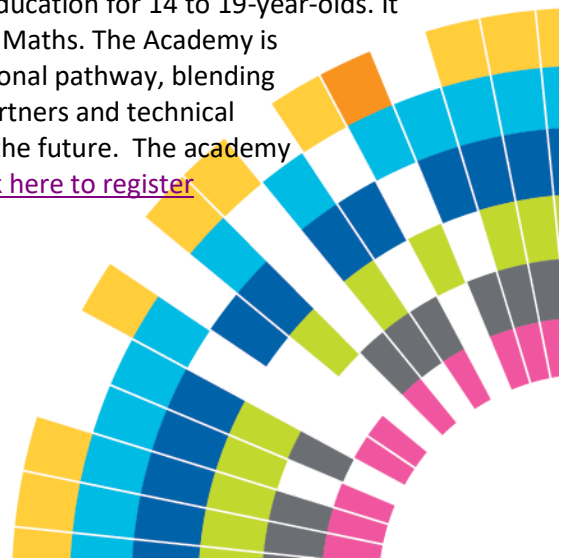 ducation for 14 to 19-year-olds. It
Maths. The Academy is
onal pathway, blending
rtners and technical
he future.  The academy
k here to register